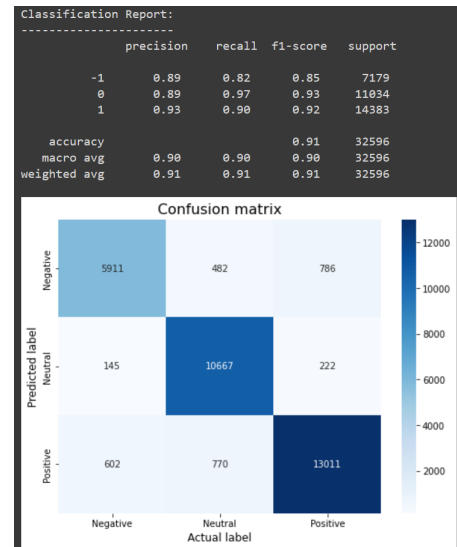 Classification Report:
----------------------
precision recall f1-score support
-1 0.89 0.82 0.85 7179
0 0.89 0.97 0.93 11034
1 0.93 0.90 0.92 14383
accuracy 0.91 32596
macro avg 0.90 0.90 0.90 32596
weighted avg 0.91 0.91 0.91 32596
Confusion matrix
Predicted label
Negative 5911 482 786
Neutral 145 10667 222
Positive 602 770 13011
Negative Neutral Positive
Actual label
12000
10000
8000
6000
4000
2000